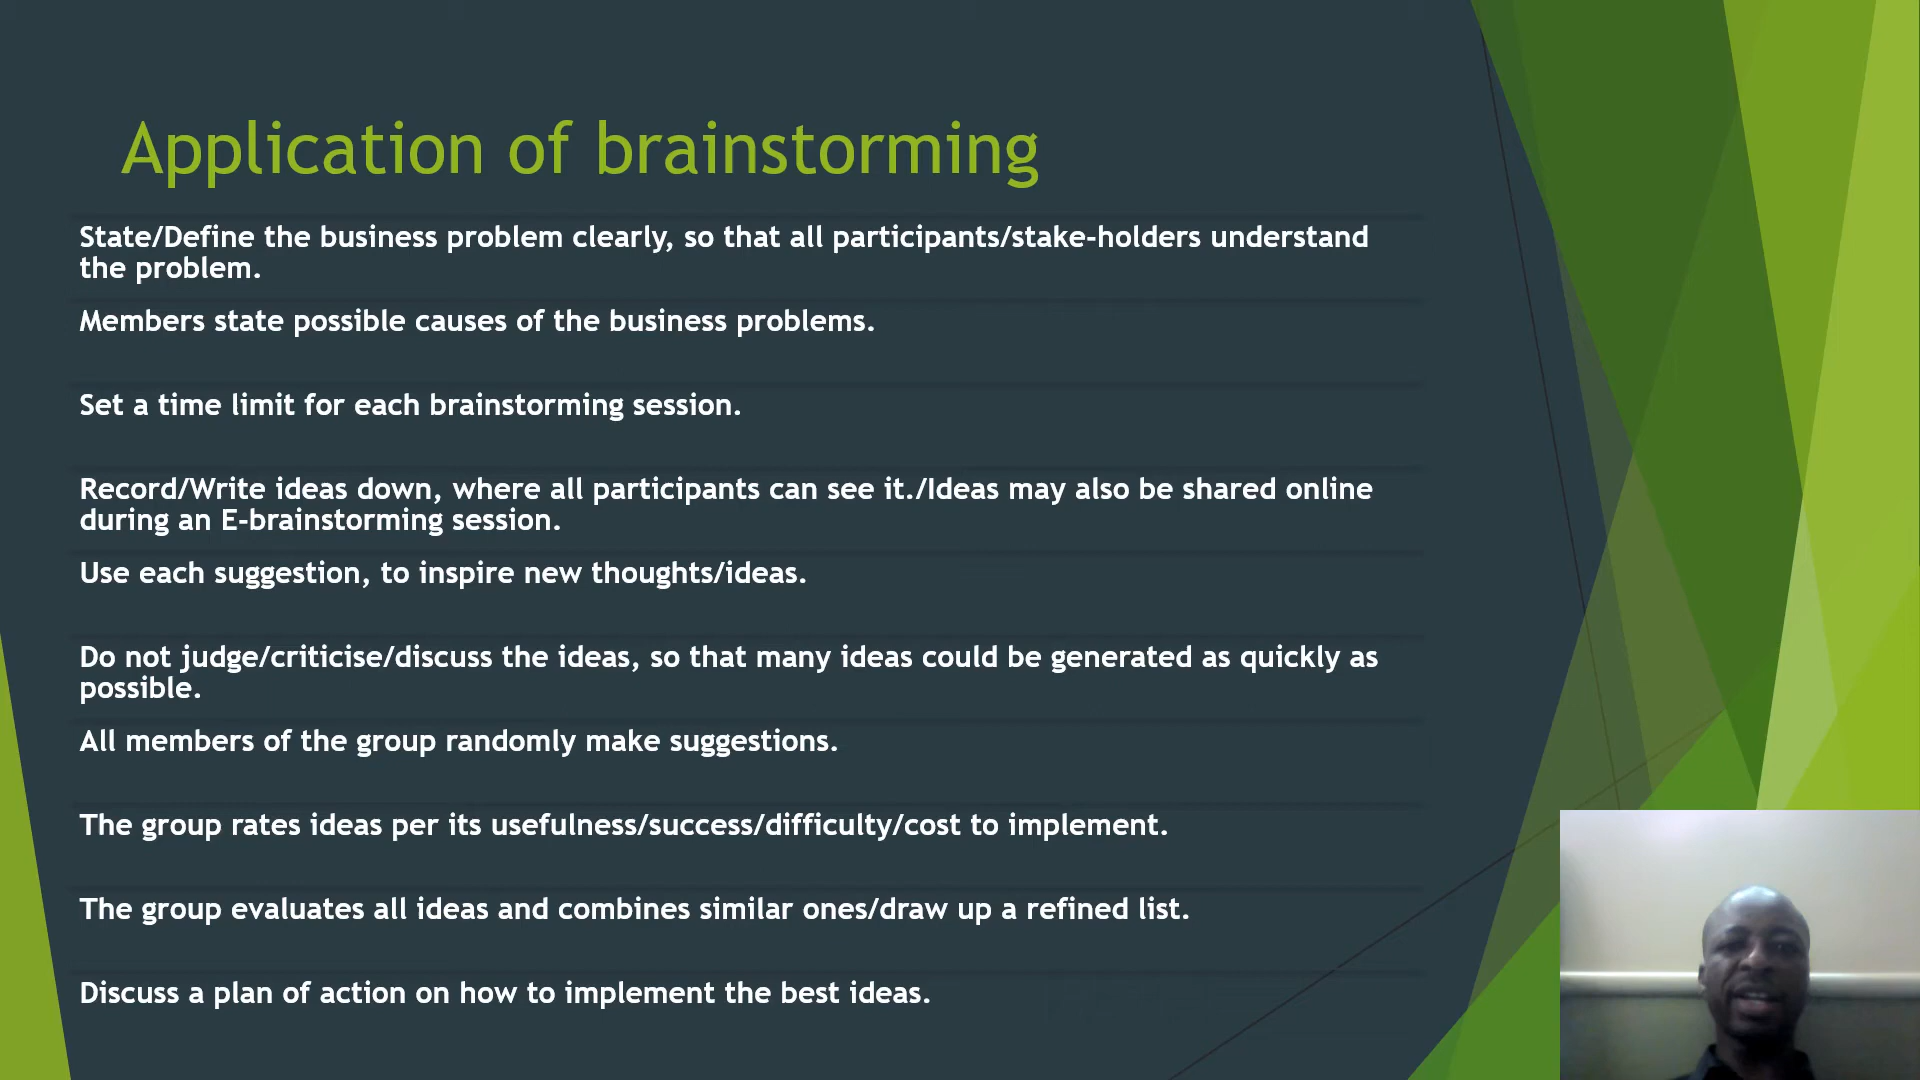 Application of brainstorming
State/Define the business problem clearly, so that all participants/stake-holders understand
the problem.
Members state possible causes of the business problems.
Set a time limit for each brainstorming session.
Record/Write ideas down, where all participants can see it./Ideas may also be shared online
during an E-brainstorming session.
Use each suggestion, to inspire new thoughts/ideas.
Do not judge/criticise/discuss the ideas, so that many ideas could be generated as quickly as
possible.
All members of the group randomly make suggestions.
The group rates ideas per its usefulness/success/difficulty/cost to implement.
The group evaluates all ideas and combines similar ones/draw up a refined list.
Discuss a plan of action on how to implement the best ideas.